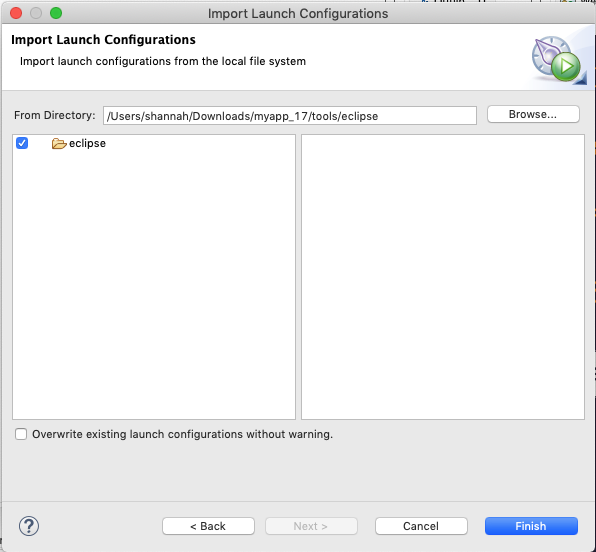 Import Launch Configurations
Import Launch Configurations
Import launch configurations from the local file system
From Directory: /Users/shannah/Downloads/myapp_17/tools/eclipse Browse...
eclipse
Overwrite existing launch configurations without warning.
? < Back Next > Cancel Finish